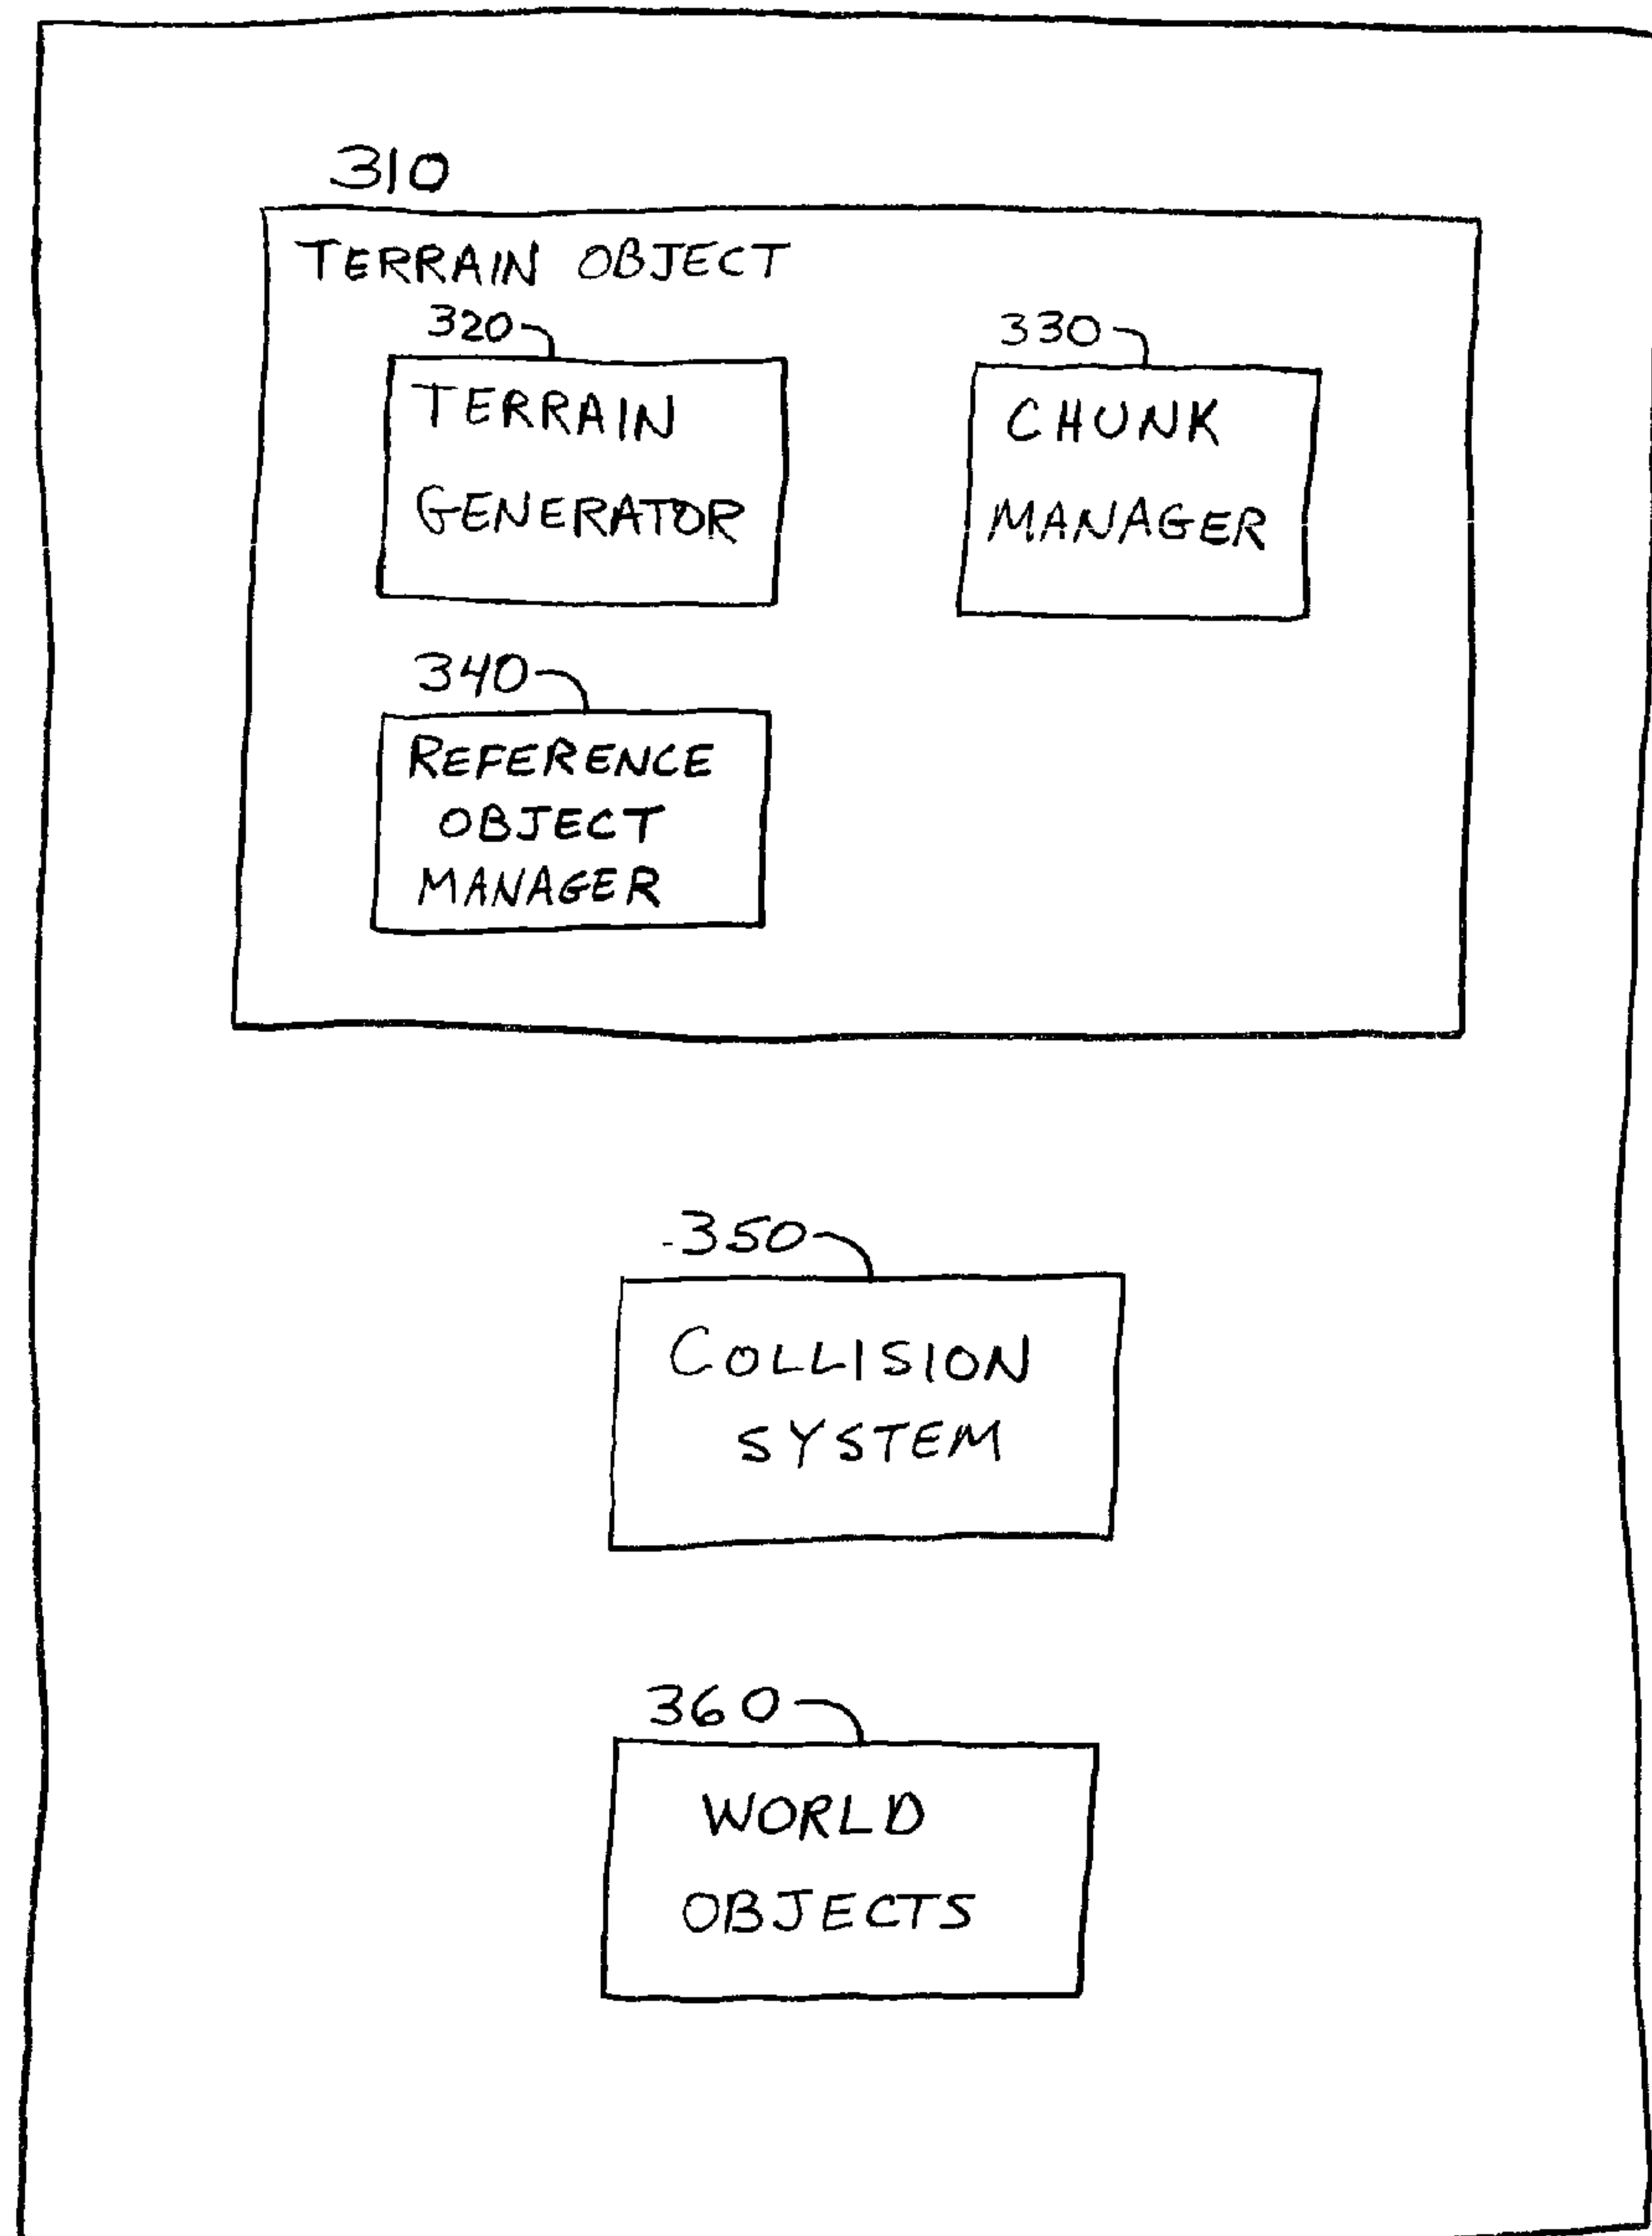 310
TERRAIN OBJECT
320
TERRAIN
GENERATOR
330
CHUNK
MANAGER
340
REFERENCE
OBJECT
MANAGER
350
COLLISION
SYSTEM
360
WORLD
OBJECTS